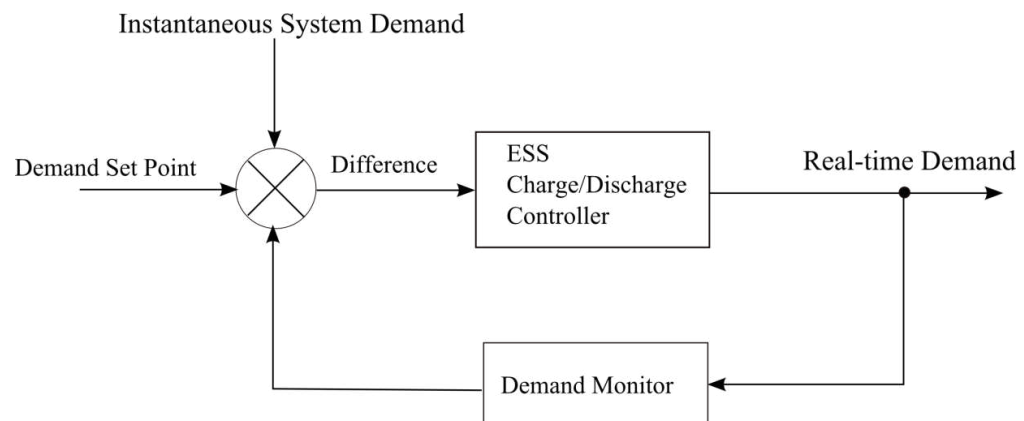 Instantaneous System Demand
Demand Set Point
Difference
ESS
Charge/Discharge
Controller
Real-time Demand
Demand Monitor